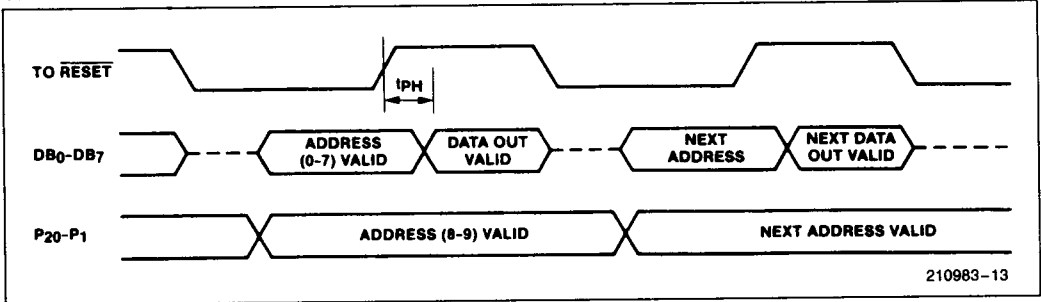 TO RESET
tPH
DB0-DB7
ADDRESS
(0-7) VALID
DATA OUT
VALID
NEXT
ADDRESS
NEXT DATA
OUT VALID
P20-P1
ADDRESS (8-9) VALID
NEXT ADDRESS VALID
210983-13